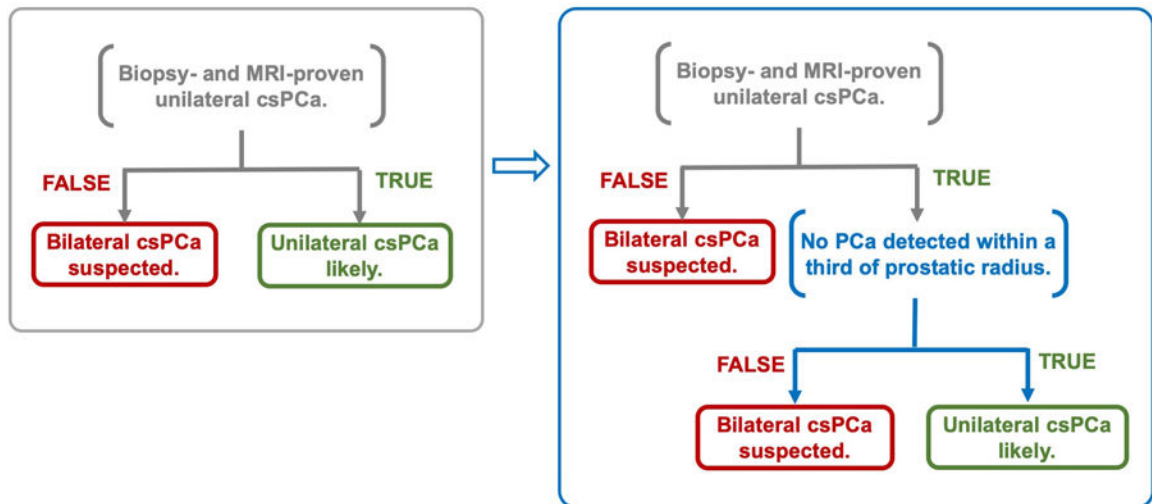 Biopsy- and MRI-proven
unilateral csPCa.
FALSE
TRUE
Bilateral csPCa
suspected.
Unilateral csPCa
likely.
Biopsy- and MRI-proven
unilateral csPCa.
FALSE
TRUE
Bilateral csPCa
suspected.
No PCa detected within a
third of prostatic radius.
FALSE
TRUE
Bilateral csPCa
suspected.
Unilateral csPCa
likely.